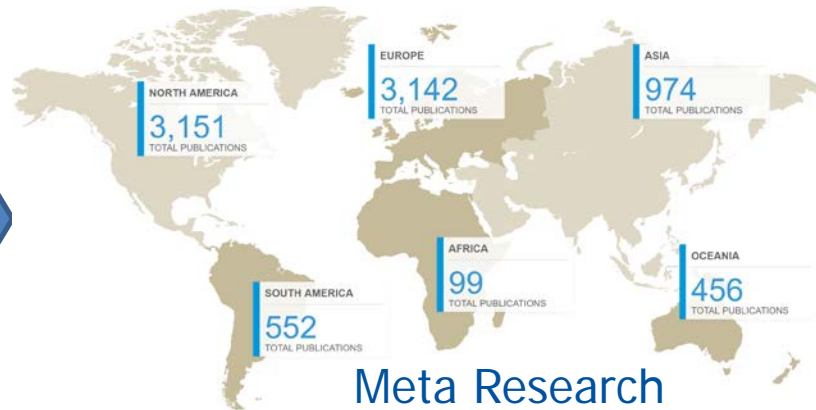 EUROPE
3,142
TOTAL PUBLICATIONS
ASIA
974
TOTAL PUBLICATIONS
NORTH AMERICA
3,151
TOTAL PUBLICATIONS
AFRICA
99
TOTAL PUBLICATIONS
OCEANIA
456
TOTAL PUBLICATIONS
SOUTH AMERICA
552
TOTAL PUBLICATIONS
Meta Research